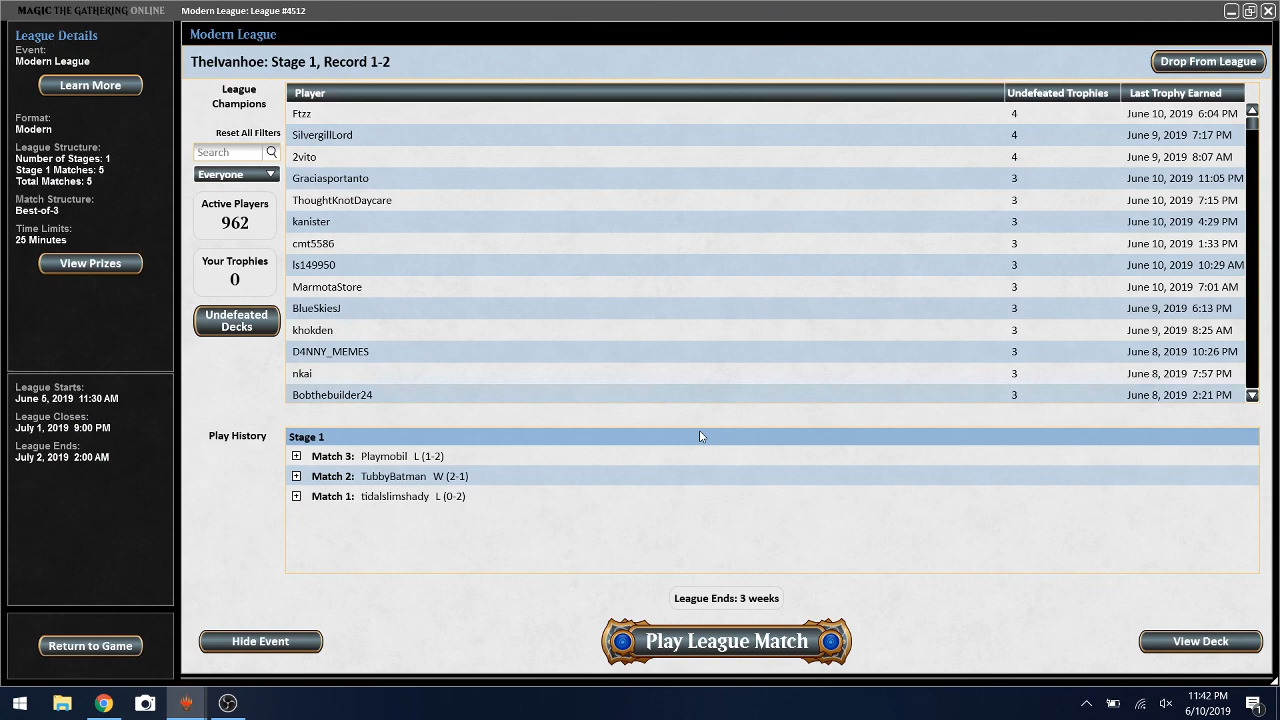 MAGIC THE GATHERING ONLINE
Modern League: League #4512
League Details
Event:
Modern League
Learn More
Format:
Modern
League Structure:
Number of Stages: 1
Stage 1 Matches: 5
Total Matches: 5
Match Structure:
Best-of-3
Time Limits:
25 Minutes
View Prizes
League Starts:
June 5, 2019 11:30 AM
League Closes:
July 1, 2019 9:00 PM
League Ends:
July 2, 2019 2:00 AM
Return to Game
Modern League
TheIvanhoe: Stage 1, Record 1-2
Drop From League
League
Champions
Reset All Filters
Search
Everyone
Active Players
962
Your Trophies
0
Undefeated
Decks
Player Undefeated Trophies Last Trophy Earned
Ftzz 4 June 10, 2019 6:04 PM
SilvergillLord 4 June 9, 2019 7:17 PM
2vito 4 June 9, 2019 8:07 AM
Graciasportanto 3 June 10, 2019 11:05 PM
ThoughtKnotDaycare 3 June 10, 2019 7:15 PM
kanister 3 June 10, 2019 4:29 PM
cmt5586 3 June 10, 2019 1:33 PM
ls149950 3 June 10, 2019 10:29 AM
MarmotaStore 3 June 10, 2019 7:01 AM
BlueSkiesJ 3 June 9, 2019 6:13 PM
khokden 3 June 9, 2019 8:25 AM
D4NNY_MEMES 3 June 8, 2019 10:26 PM
nkai 3 June 8, 2019 7:57 PM
Bobthebuilder24 3 June 8, 2019 2:21 PM
Play History
Stage 1
Match 3: Playmobil L (1-2)
Match 2: TubbyBatman W (2-1)
Match 1: tidalslimshady L (0-2)
League Ends: 3 weeks
Hide Event
Play League Match
View Deck
11:42 PM
6/10/2019
1